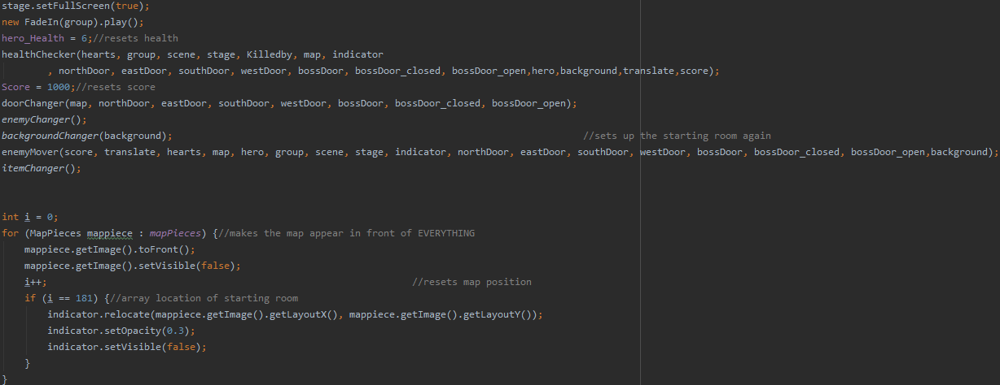 stage.setFullScreen(true);
new FadeIn(group).play();
hero_Health = 6;//resets health
healthChecker(hearts, group, scene, stage, Killedby, map, indicator
, northDoor, eastDoor, southDoor, westDoor, bossDoor, bossDoor_closed, bossDoor_open,hero,background,translate,score);
Score = 1000;//resets score
doorChanger(map, northDoor, eastDoor, southDoor, westDoor, bossDoor, bossDoor_closed, bossDoor_open);
enemyChanger();
backgroundChanger(background); //sets up the starting room again
enemyMover(score, translate, hearts, map, hero, group, scene, stage, indicator, northDoor, eastDoor, southDoor, westDoor, bossDoor, bossDoor_closed, bossDoor_open,background);
itemChanger();
int i = 0;
for (MapPieces mappiece : mapPieces) {//makes the map appear in front of EVERYTHING
mappiece.getImage().toFront();
mappiece.getImage().setVisible(false);
i++; //resets map position
if (i == 181) {//array location of starting room
indicator.relocate(mappiece.getImage().getLayoutX(), mappiece.getImage().getLayoutY());
indicator.setOpacity(0.3);
indicator.setVisible(false);
}
}